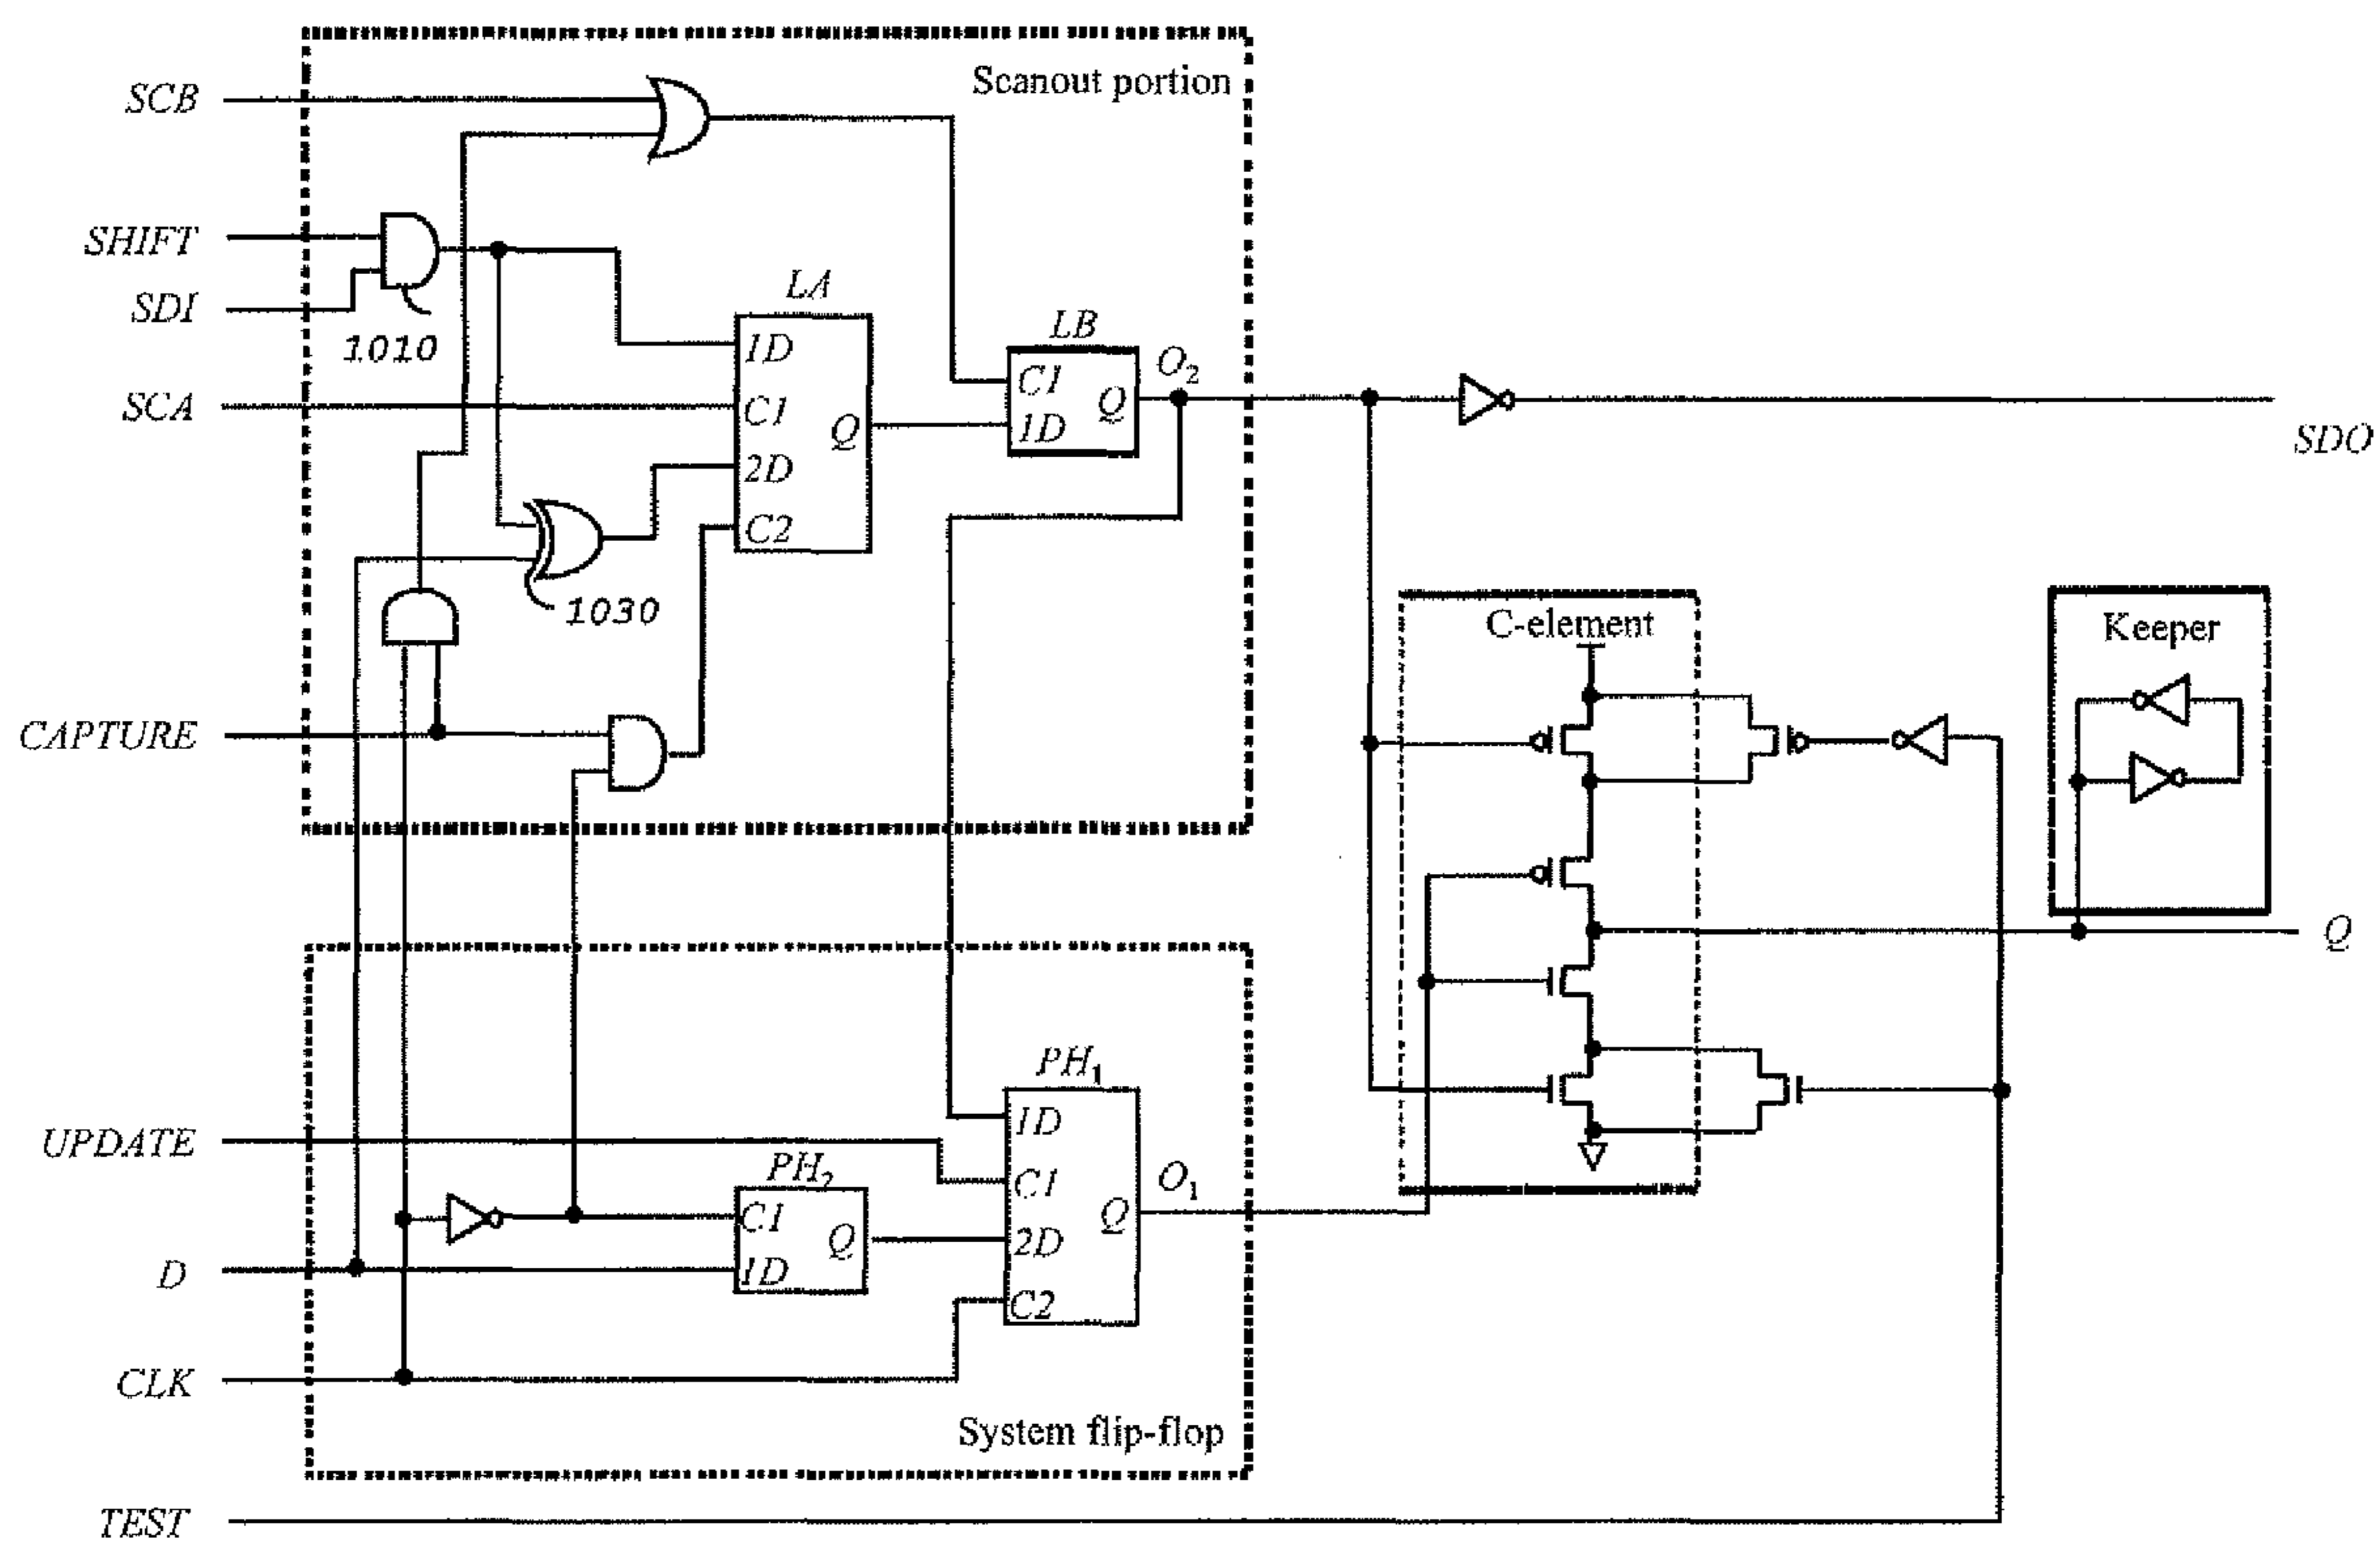 SCB
Scanout portion
SHIFT
SDI
1010
LA
1D
SCA
C1
Q
2D
C2
LB
C1
Q
1D
O2
SDO
1030
C-element
Keeper
CAPTURE
Q
UPDATE
PH1
1D
C1
Q
2D
C2
O1
PH2
C1
Q
1D
D
CLK
System flip-flop
TEST